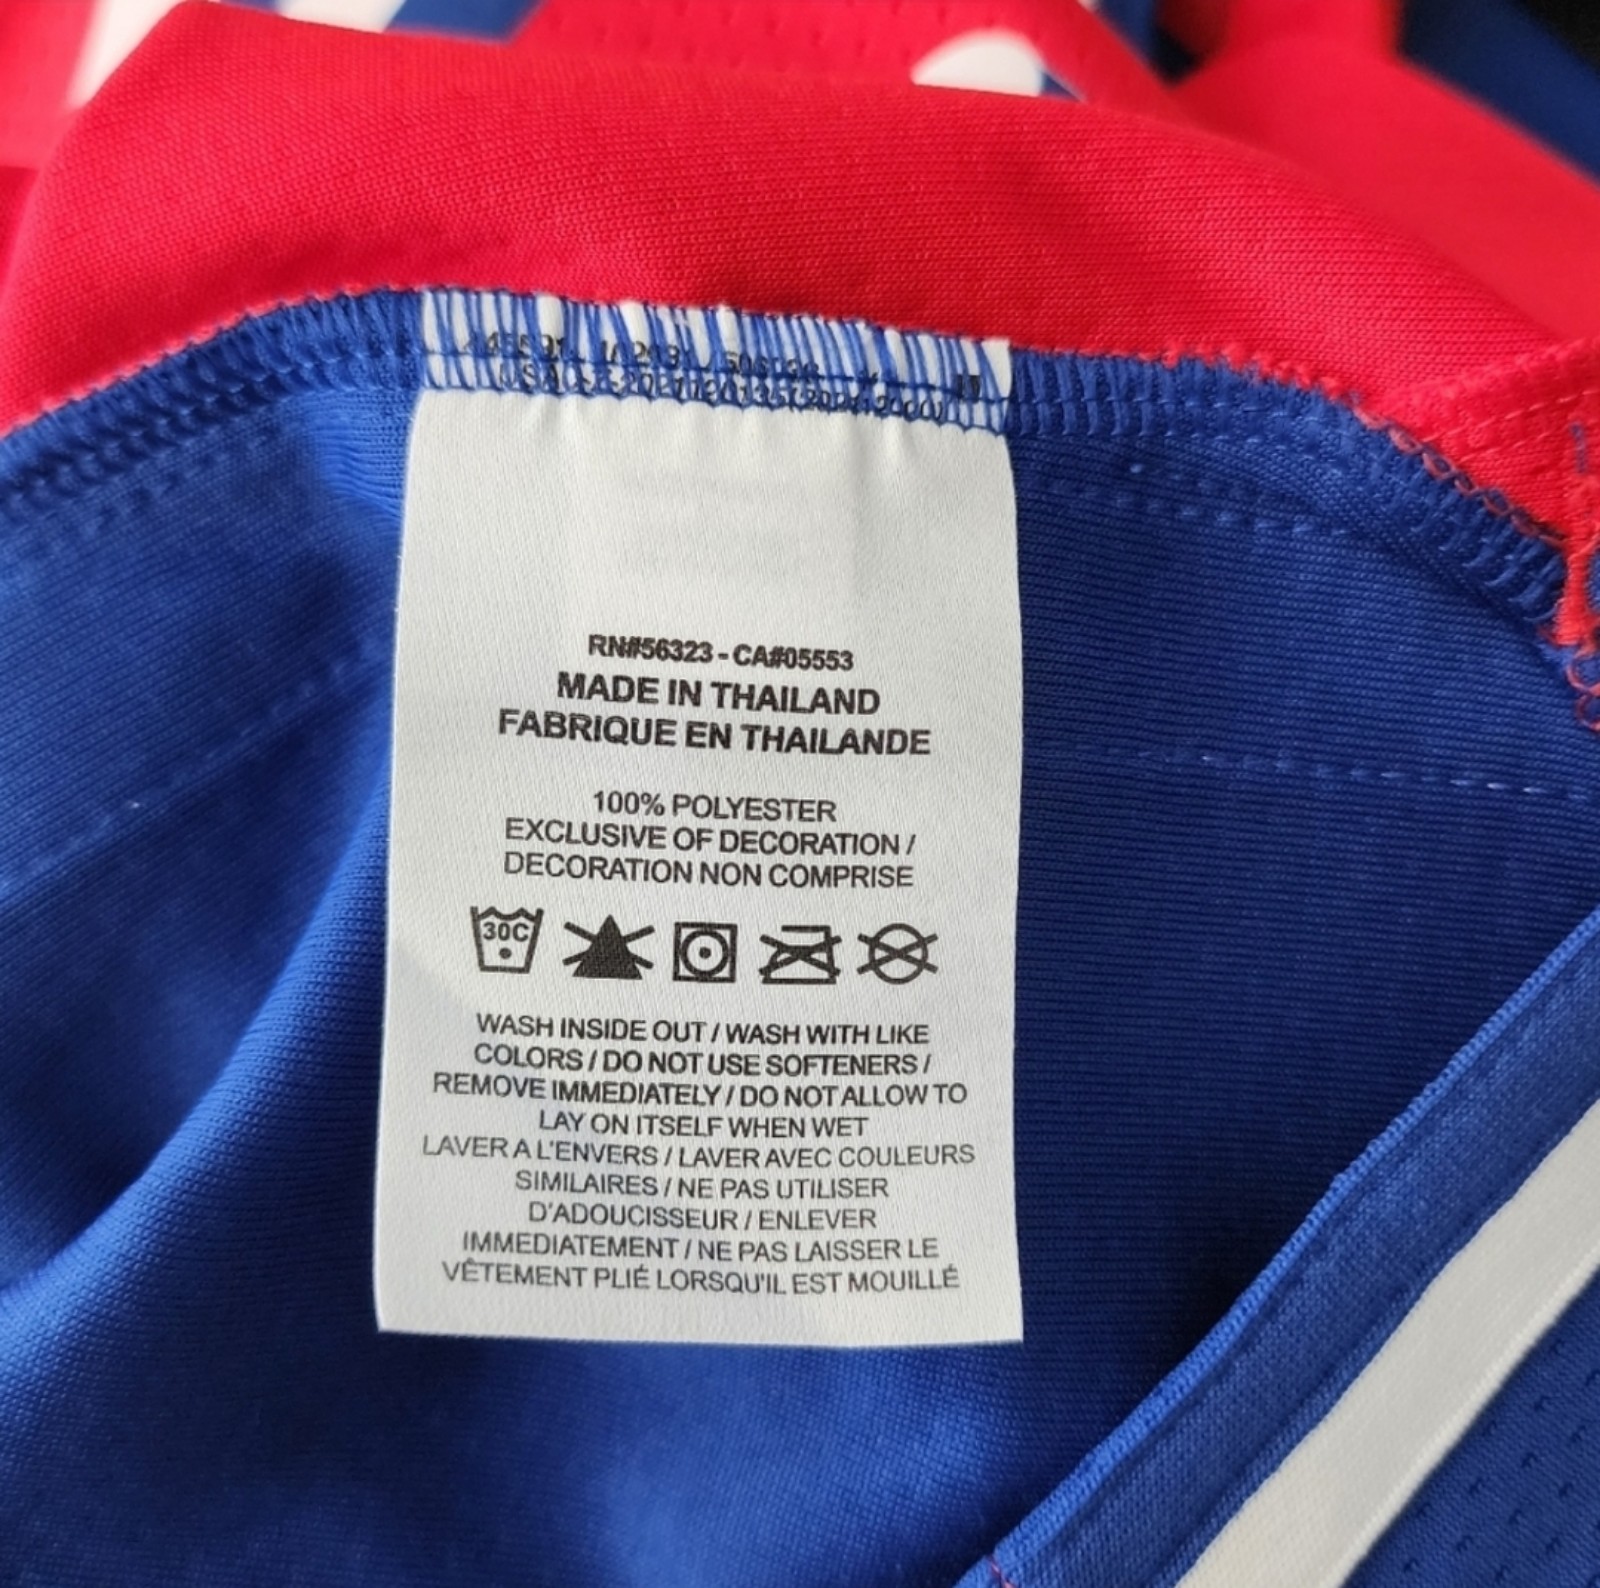 RN#56323 - CA#05553
MADE IN THAILAND
FABRIQUE EN THAILANDE
100% POLYESTER
EXCLUSIVE OF DECORATION /
DECORATION NON COMPRISE
30C
WASH INSIDE OUT / WASH WITH LIKE
COLORS / DO NOT USE SOFTENERS /
REMOVE IMMEDIATELY / DO NOT ALLOW TO
LAY ON ITSELF WHEN WET
LAVER A L'ENVERS / LAVER AVEC COULEURS
SIMILAIRES / NE PAS UTILISER
D'ADOUCISSEUR / ENLEVER
IMMEDIATEMENT / NE PAS LAISSER LE
VÊTEMENT PLIÉ LORSQU'IL EST MOUILLÉ